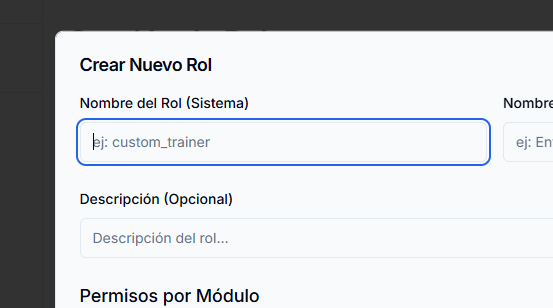 Crear Nuevo Rol
Nombre del Rol (Sistema)
Nombre
ej: custom_trainer
ej: En
Descripción (Opcional)
Descripción del rol...
Permisos por Módulo